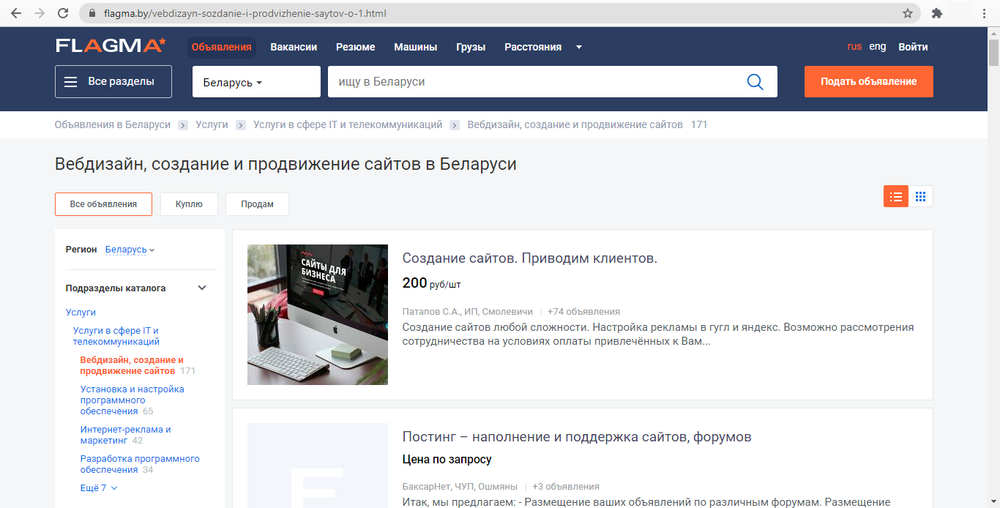 flagma.by/vebdizayn-sozdanie-i-prodvizhenie-saytov-o-1.html
FLAGMA
Объявления Вакансии Резюме Машины Грузы Расстояния
rus eng Войти
Все разделы
Беларусь
ищу в Беларуси
Подать объявление
Объявления в Беларуси > Услуги > Услуги в сфере IT и телекоммуникаций > Вебдизайн, создание и продвижение сайтов 171
Вебдизайн, создание и продвижение сайтов в Беларуси
Все объявления Куплю Продам
Регион Беларусь
Подразделы каталога
Услуги
Услуги в сфере IT и
телекоммуникаций
Вебдизайн, создание и
продвижение сайтов 171
Установка и настройка
программного
обеспечения 65
Интернет-реклама и
маркетинг 42
Разработка программного
обеспечения 34
Ещё 7
САЙТЫ ДЛЯ
БИЗНЕСА
Создание сайтов. Приводим клиентов.
200 руб/шт
Патапов С.А., ИП, Смолевичи | +74 объявления
Создание сайтов любой сложности. Настройка рекламы в гугл и яндекс. Возможно рассмотрения
сотрудничества на условиях оплаты привлечённых к Вам...
Постинг – наполнение и поддержка сайтов, форумов
Цена по запросу
БаксарНет, ЧУП, Ошмяны | +3 объявления
Итак, мы предлагаем: - Размещение ваших объявлений по различным форумам. Размещение